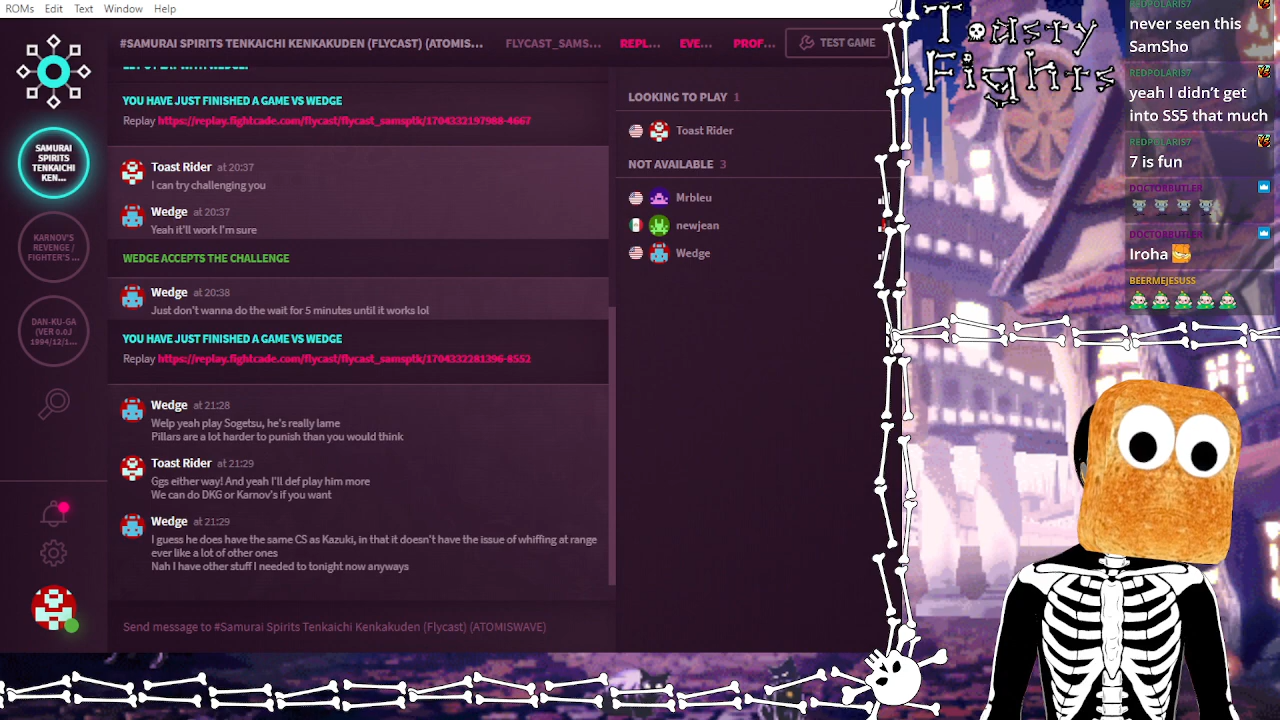 ROMs Edit Text Window Help
#SAMURAI SPIRITS TENKAICHI KENKAKUDEN (FLYCAST) (ATOMIS...
FLYCAST_SAMS...
REPL...
EVE...
PROF...
TEST GAME
SAMURAI
SPIRITS
TENKAICHI
KEN...
KARNOV'S
REVENGE /
FIGHTER'S ...
DAN-KU-GA
(VER 0.0J
1994/12/1...
YOU HAVE JUST FINISHED A GAME VS WEDGE
Replay https://replay.fightcade.com/flycast/flycast_samsptk/1704332197988-4667
Toast Rider at 20:37
I can try challenging you
Wedge at 20:37
Yeah it'll work I'm sure
WEDGE ACCEPTS THE CHALLENGE
Wedge at 20:38
Just don't wanna do the wait for 5 minutes until it works lol
YOU HAVE JUST FINISHED A GAME VS WEDGE
Replay https://replay.fightcade.com/flycast/flycast_samsptk/1704332281396-8552
Wedge at 21:28
Welp yeah play Sogetsu, he's really lame
Pillars are a lot harder to punish than you would think
Toast Rider at 21:29
Ggs either way! And yeah I'll def play him more
We can do DKG or Karnov's if you want
Wedge at 21:29
I guess he does have the same CS as Kazuki, in that it doesn't have the issue of whiffing at range
ever like a lot of other ones
Nah I have other stuff I needed to tonight now anyways
Send message to #Samurai Spirits Tenkaichi Kenkakuden (Flycast) (ATOMISWAVE)
LOOKING TO PLAY 1
Toast Rider
NOT AVAILABLE 3
Mrbleu
newjean
Wedge
Toasty
Fights
REDPOLARIS7
never seen this
SamSho
REDPOLARIS7
yeah I didn't get
into SS5 that much
REDPOLARIS7
7 is fun
DOCTORBUTLER
DOCTORBUTLER
Iroha
BEERMEJESUSS